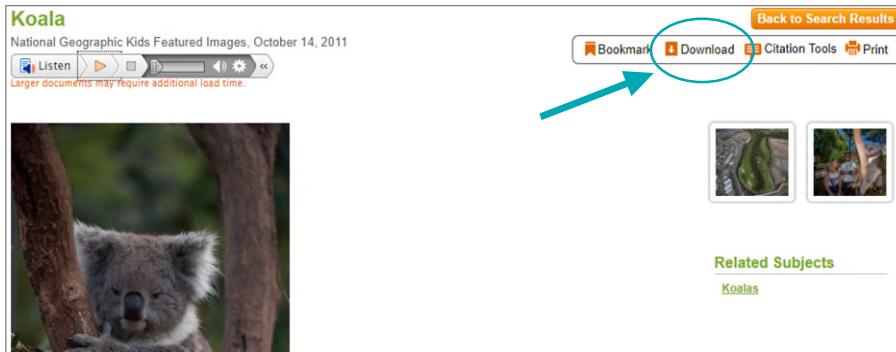 Koala
Back to Search Results
National Geographic Kids Featured Images, October 14, 2011
Bookmark Download Citation Tools Print
Listen
Larger documents may require additional load time.
Related Subjects
Koalas